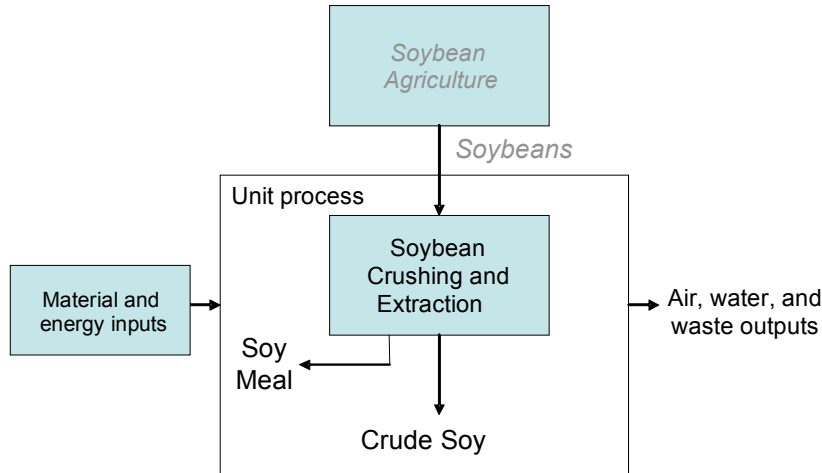 Soybean
Agriculture
Soybeans
Unit process
Soybean
Crushing and
Extraction
Material and
energy inputs
Air, water, and
waste outputs
Soy
Meal
Crude Soy